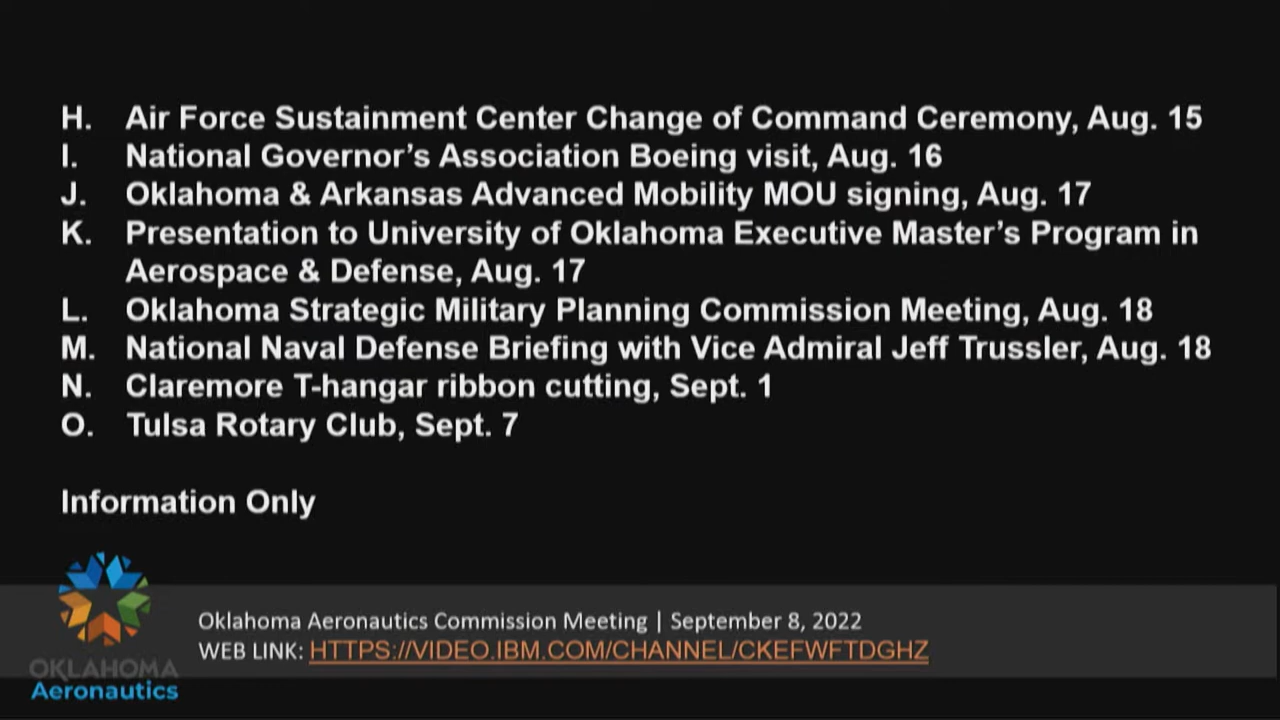 H. Air Force Sustainment Center Change of Command Ceremony, Aug. 15
I. National Governor's Association Boeing visit, Aug. 16
J. Oklahoma & Arkansas Advanced Mobility MOU signing, Aug. 17
K. Presentation to University of Oklahoma Executive Master's Program in
Aerospace & Defense, Aug. 17
L. Oklahoma Strategic Military Planning Commission Meeting, Aug. 18
M. National Naval Defense Briefing with Vice Admiral Jeff Trussler, Aug. 18
N. Claremore T-hangar ribbon cutting, Sept. 1
O. Tulsa Rotary Club, Sept. 7
Information Only
Oklahoma Aeronautics Commission Meeting | September 8, 2022
WEB LINK: HTTPS://VIDEO.IBM.COM/CHANNEL/CKEFWFTDGHZ
OKLAHOMA
Aeronautics